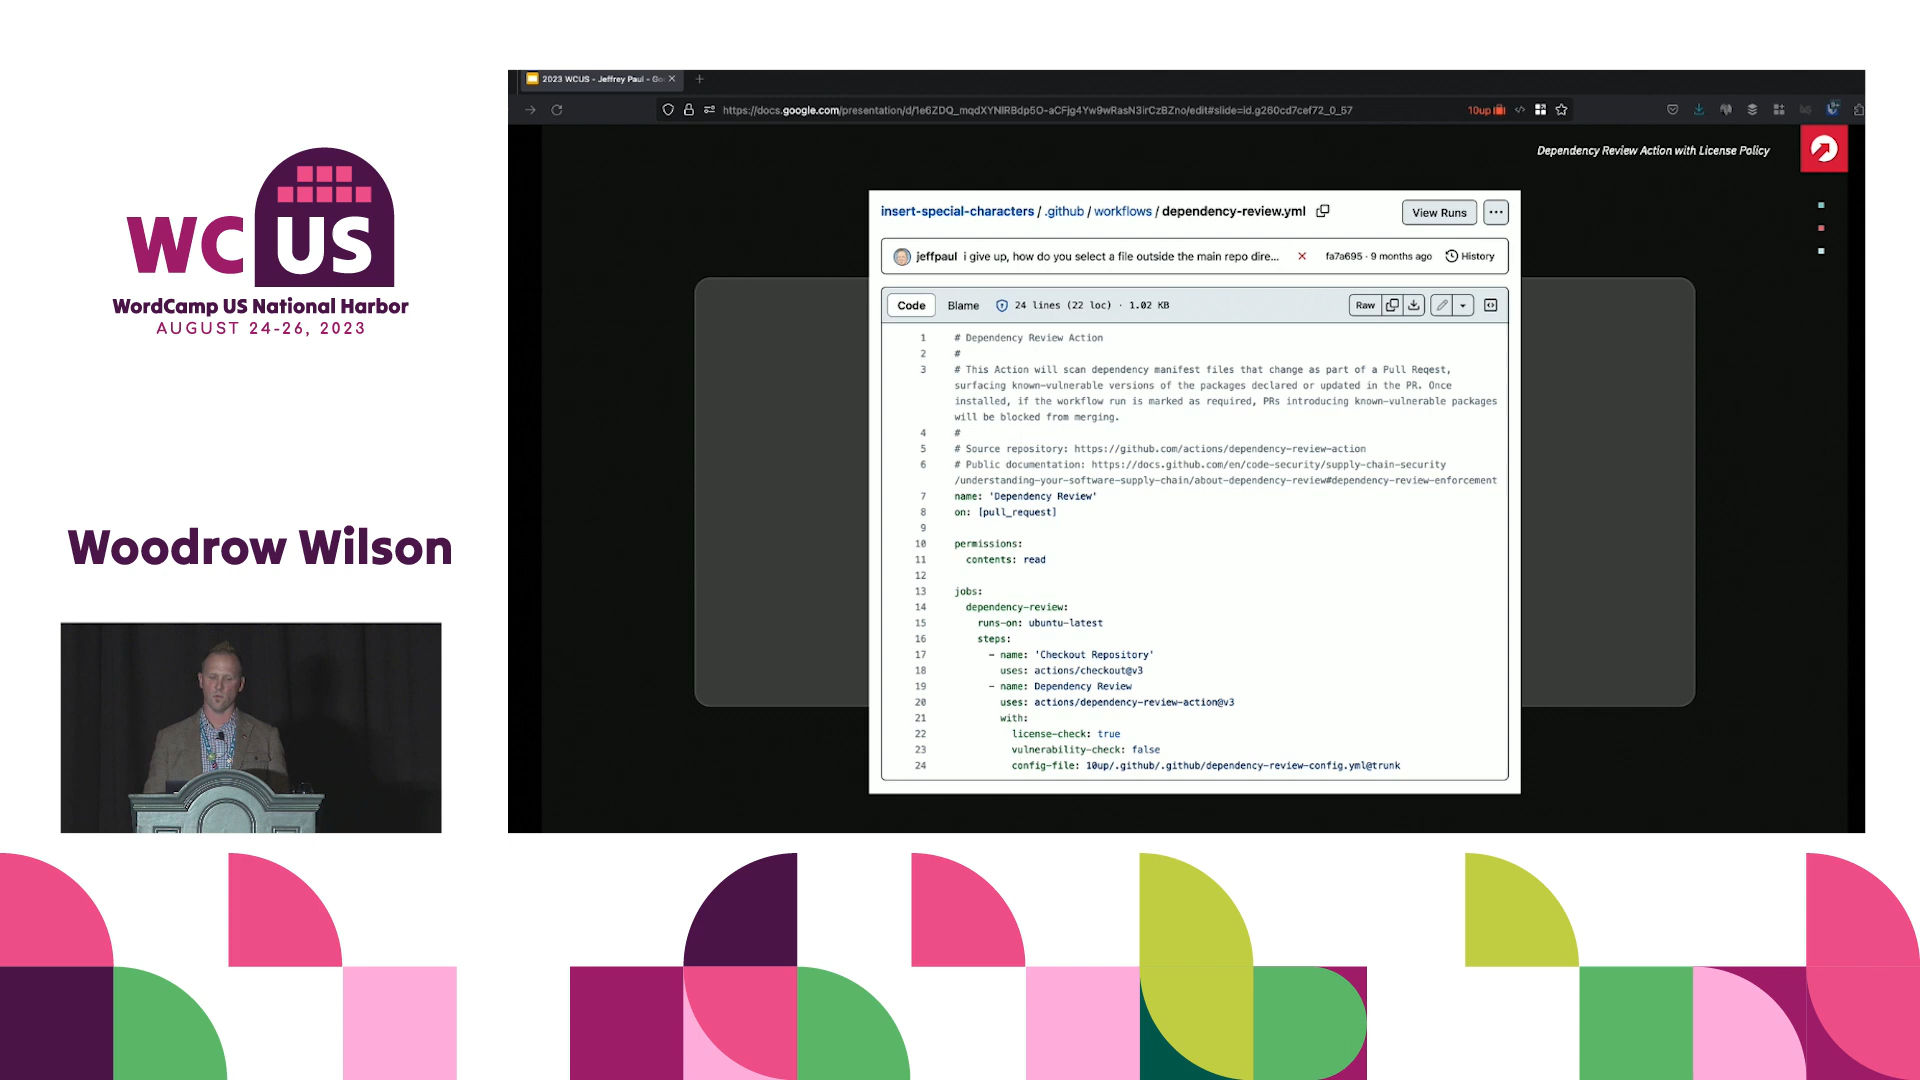 WC US
WordCamp US National Harbor
AUGUST 24-26, 2023
Woodrow Wilson
2023 WCUS - Jeffrey Paul - Go
https://docs.google.com/presentation/d/1e6ZDQ_mqdXYNlRBdp5O-aCFjg4Yw9wRasN3irCzBZno/edit#slide=id.g260cd7cef72_0_57
10up
Dependency Review Action with License Policy
insert-special-characters / .github / workflows / dependency-review.yml
View Runs
jeffpaul i give up, how do you select a file outside the main repo dire... fa7a695 · 9 months ago History
Code Blame 24 lines (22 loc) · 1.02 KB Raw
1 # Dependency Review Action
2 #
3 # This Action will scan dependency manifest files that change as part of a Pull Reqest,
surfacing known-vulnerable versions of the packages declared or updated in the PR. Once
installed, if the workflow run is marked as required, PRs introducing known-vulnerable packages
will be blocked from merging.
4 #
5 # Source repository: https://github.com/actions/dependency-review-action
6 # Public documentation: https://docs.github.com/en/code-security/supply-chain-security
/understanding-your-software-supply-chain/about-dependency-review#dependency-review-enforcement
7 name: 'Dependency Review'
8 on: [pull_request]
9
10 permissions:
11 contents: read
12
13 jobs:
14 dependency-review:
15 runs-on: ubuntu-latest
16 steps:
17 - name: 'Checkout Repository'
18 uses: actions/checkout@v3
19 - name: Dependency Review
20 uses: actions/dependency-review-action@v3
21 with:
22 license-check: true
23 vulnerability-check: false
24 config-file: 10up/.github/.github/dependency-review-config.yml@trunk